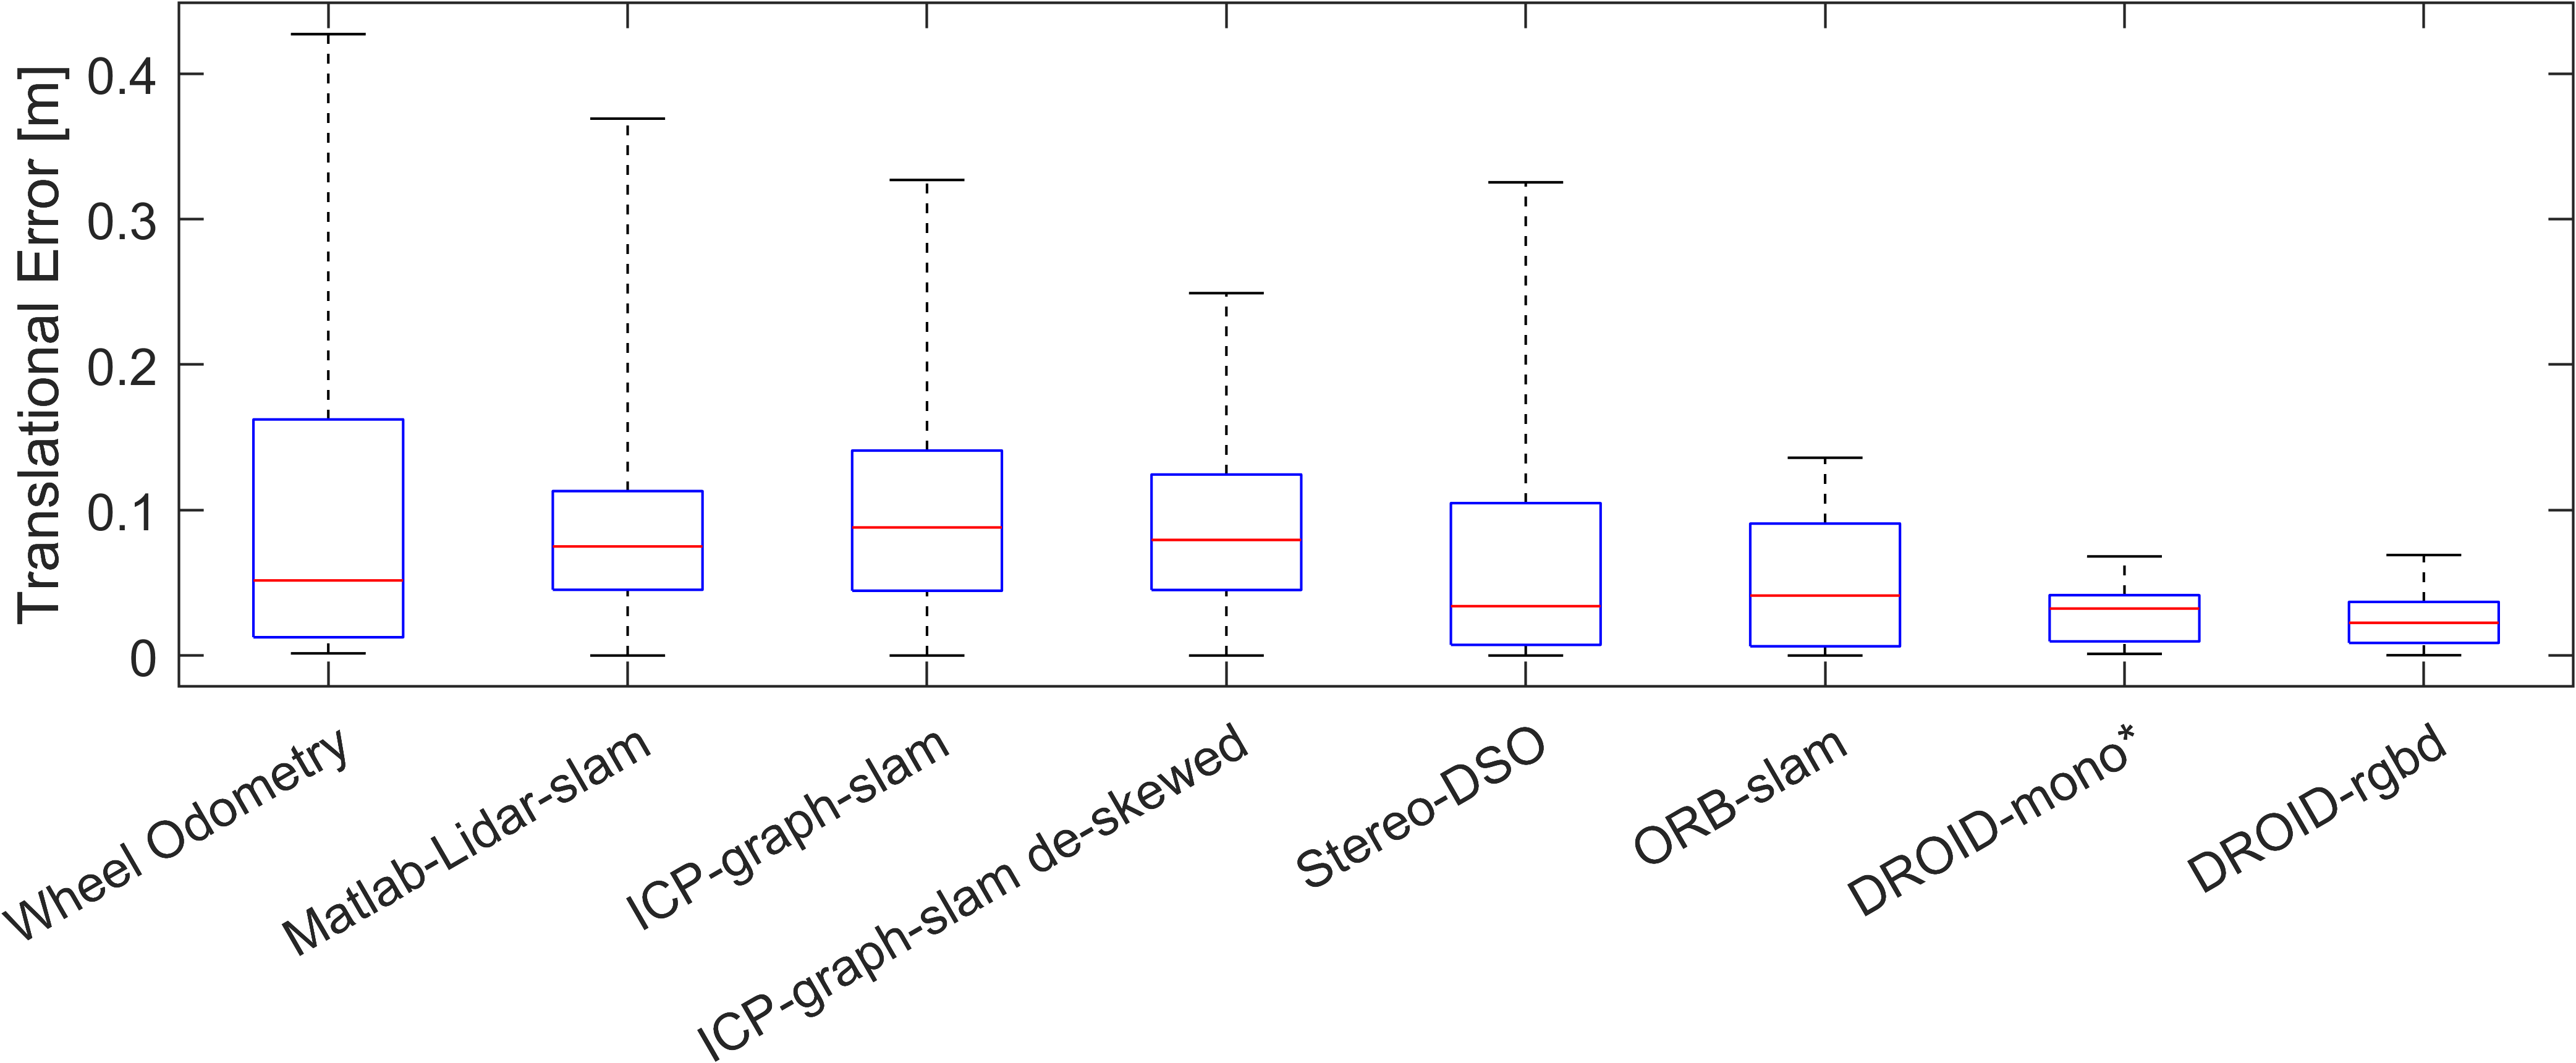 Translational Error [m]
0.4
0.3
0.2
0.1
0
Wheel Odometry
Matlab-Lidar-slam
ICP-graph-slam
ICP-graph-slam de-skewed
Stereo-DSO
ORB-slam
DROID-mono*
DROID-rgbd